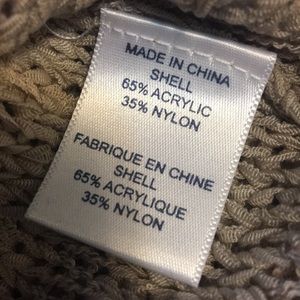 MADE IN CHINA
SHELL
65% ACRYLIC
35% NYLON
FABRIQUE EN CHINE
SHELL
65% ACRYLIQUE
35% NYLON